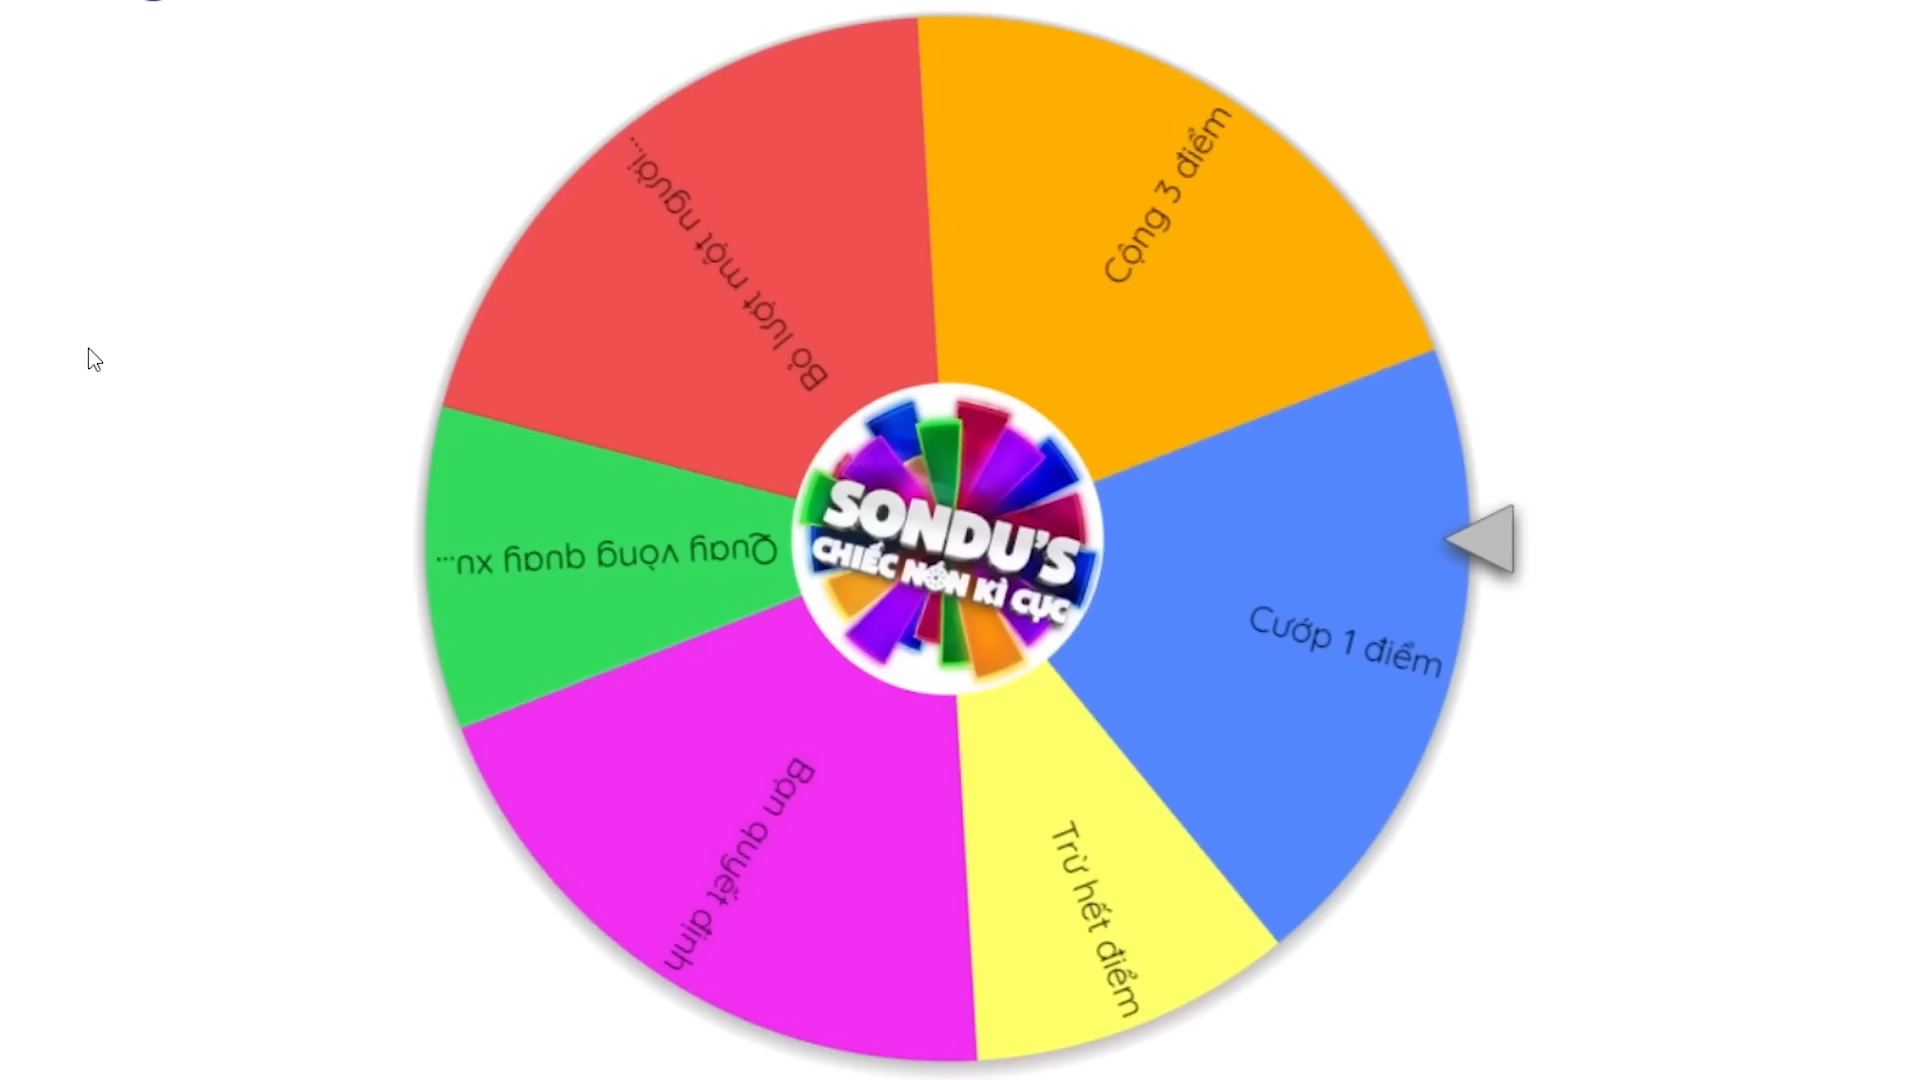 Cộng 3 điểm
Bỏ lượt một người...
SONDU'S
CHIẾC NÓN KÌ CỤC
Quay vòng quay xu...
Cướp 1 điểm
Bạn quyết định
Trừ hết điểm